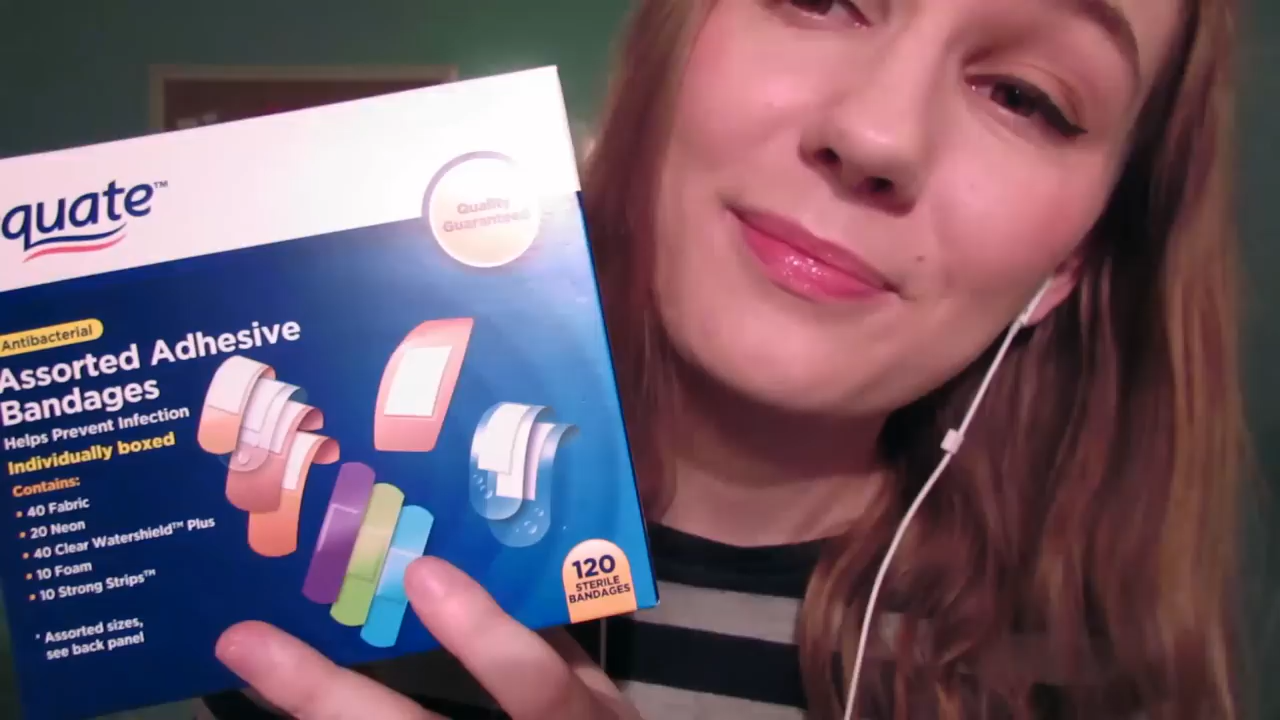 quate™
Quality
Guaranteed
Antibacterial
Assorted Adhesive
Bandages
Helps Prevent Infection
Individually boxed
Contains:
• 40 Fabric
• 20 Neon
• 40 Clear Watershield™ Plus
• 10 Foam
• 10 Strong Strips™
* Assorted sizes,
see back panel
120
STERILE
BANDAGES